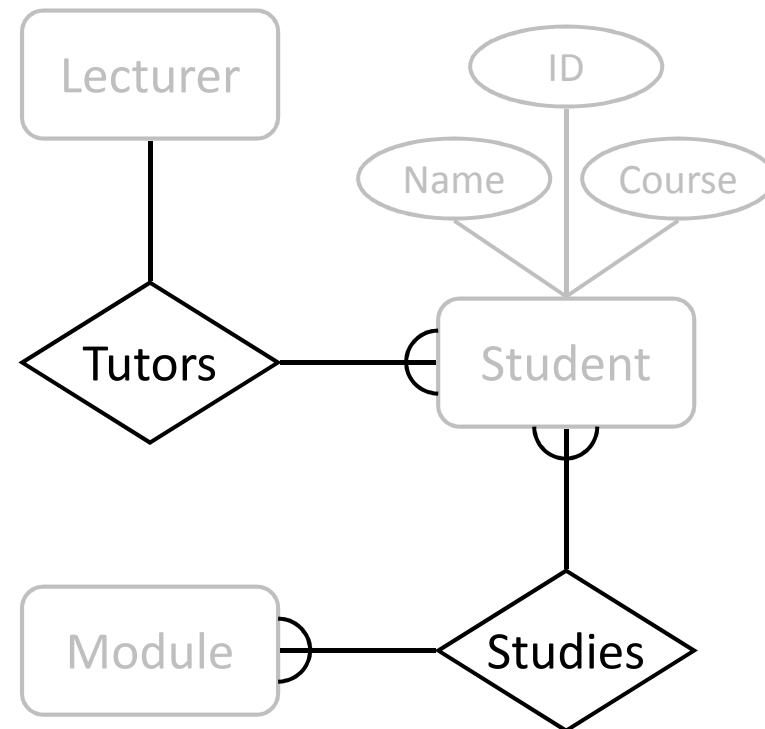 Lecturer
ID
Name
Course
Tutors
Student
Module
Studies